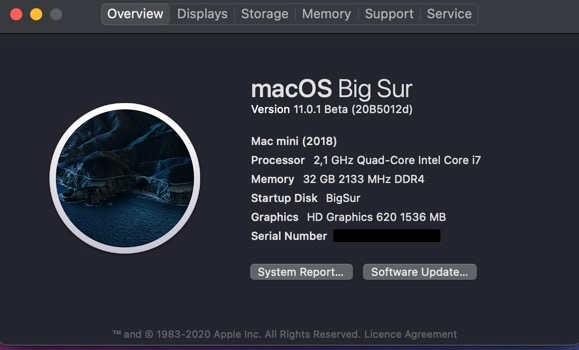 Overview Displays Storage Memory Support Service
macOS Big Sur
Version 11.0.1 Beta (20B5012d)
Mac mini (2018)
Processor 2,1 GHz Quad-Core Intel Core i7
Memory 32 GB 2133 MHz DDR4
Startup Disk BigSur
Graphics HD Graphics 620 1536 MB
Serial Number
System Report... Software Update...
™ and © 1983-2020 Apple Inc. All Rights Reserved. Licence Agreement